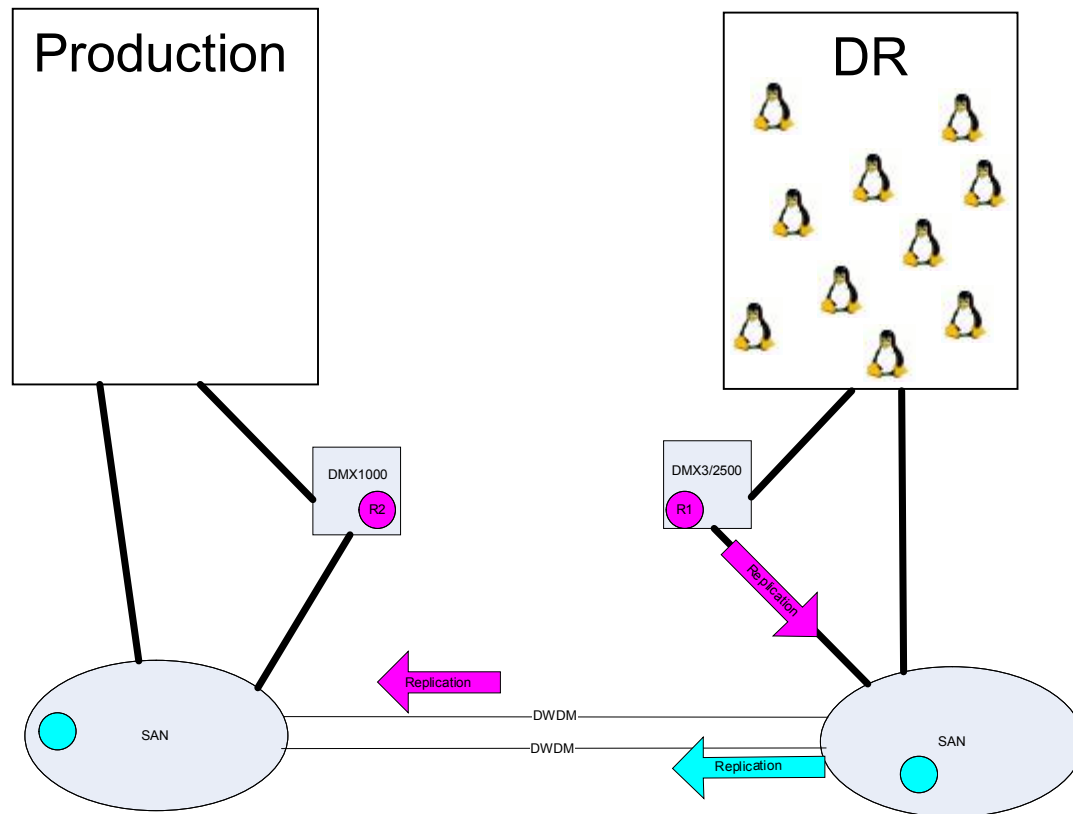 Production
DR
DMX1000
R2
DMX3/2500
R1
Replication
Replication
DWDM
SAN
SAN
DWDM
Replication